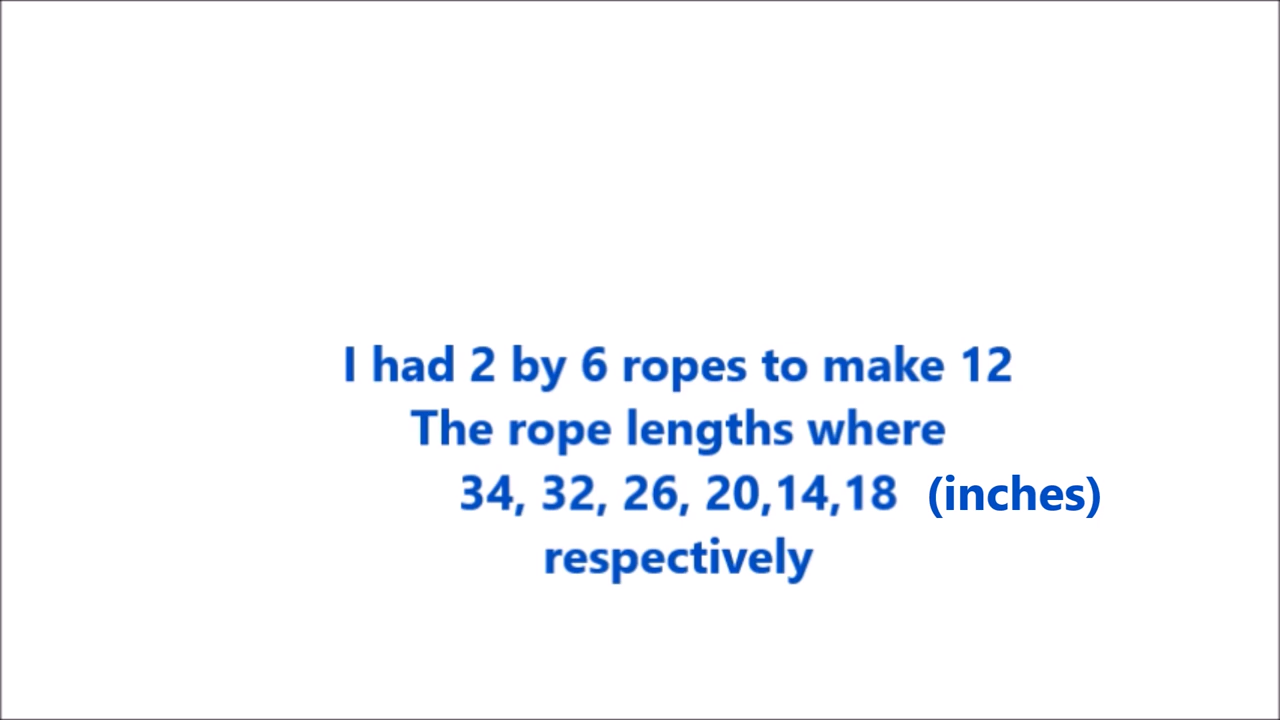 I had 2 by 6 ropes to make 12
The rope lengths where
34, 32, 26, 20,14,18 (inches)
respectively